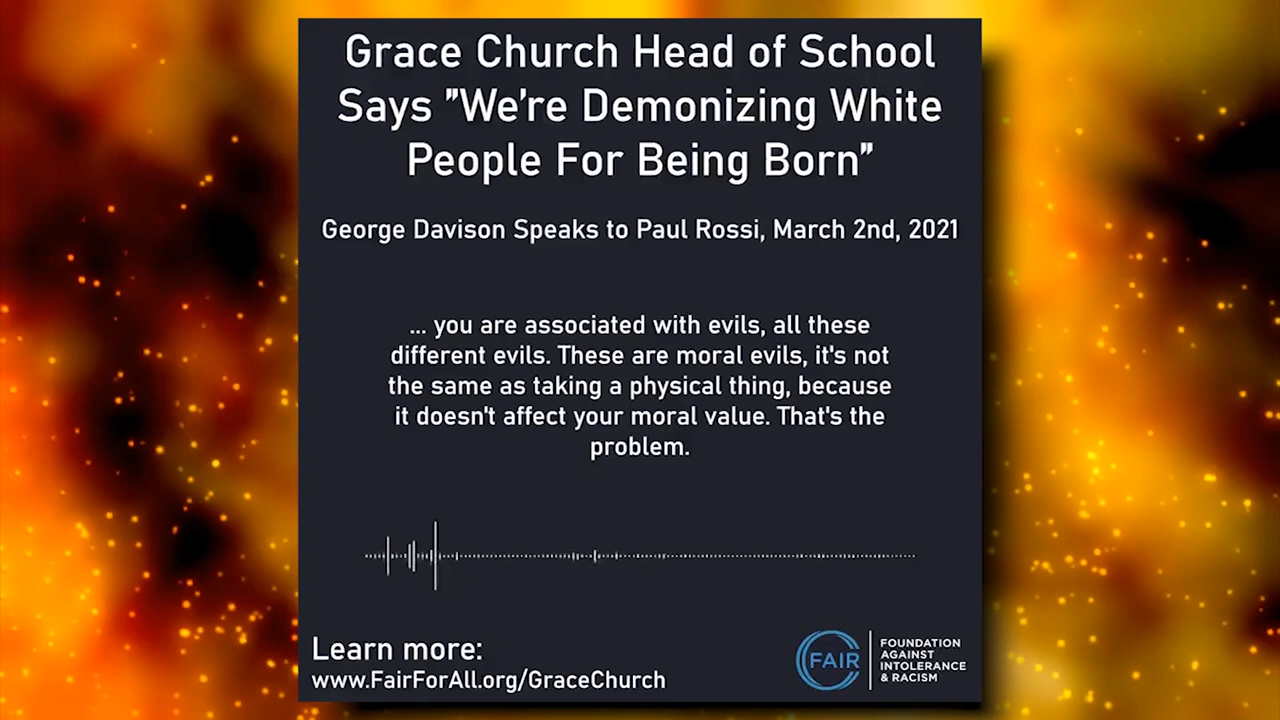 Grace Church Head of School
Says "We're Demonizing White
People For Being Born"
George Davison Speaks to Paul Rossi, March 2nd, 2021
... you are associated with evils, all these
different evils. These are moral evils, it's not
the same as taking a physical thing, because
it doesn't affect your moral value. That's the
problem.
Learn more:
www.FairForAll.org/GraceChurch
FAIR
FOUNDATION
AGAINST
INTOLERANCE
& RACISM